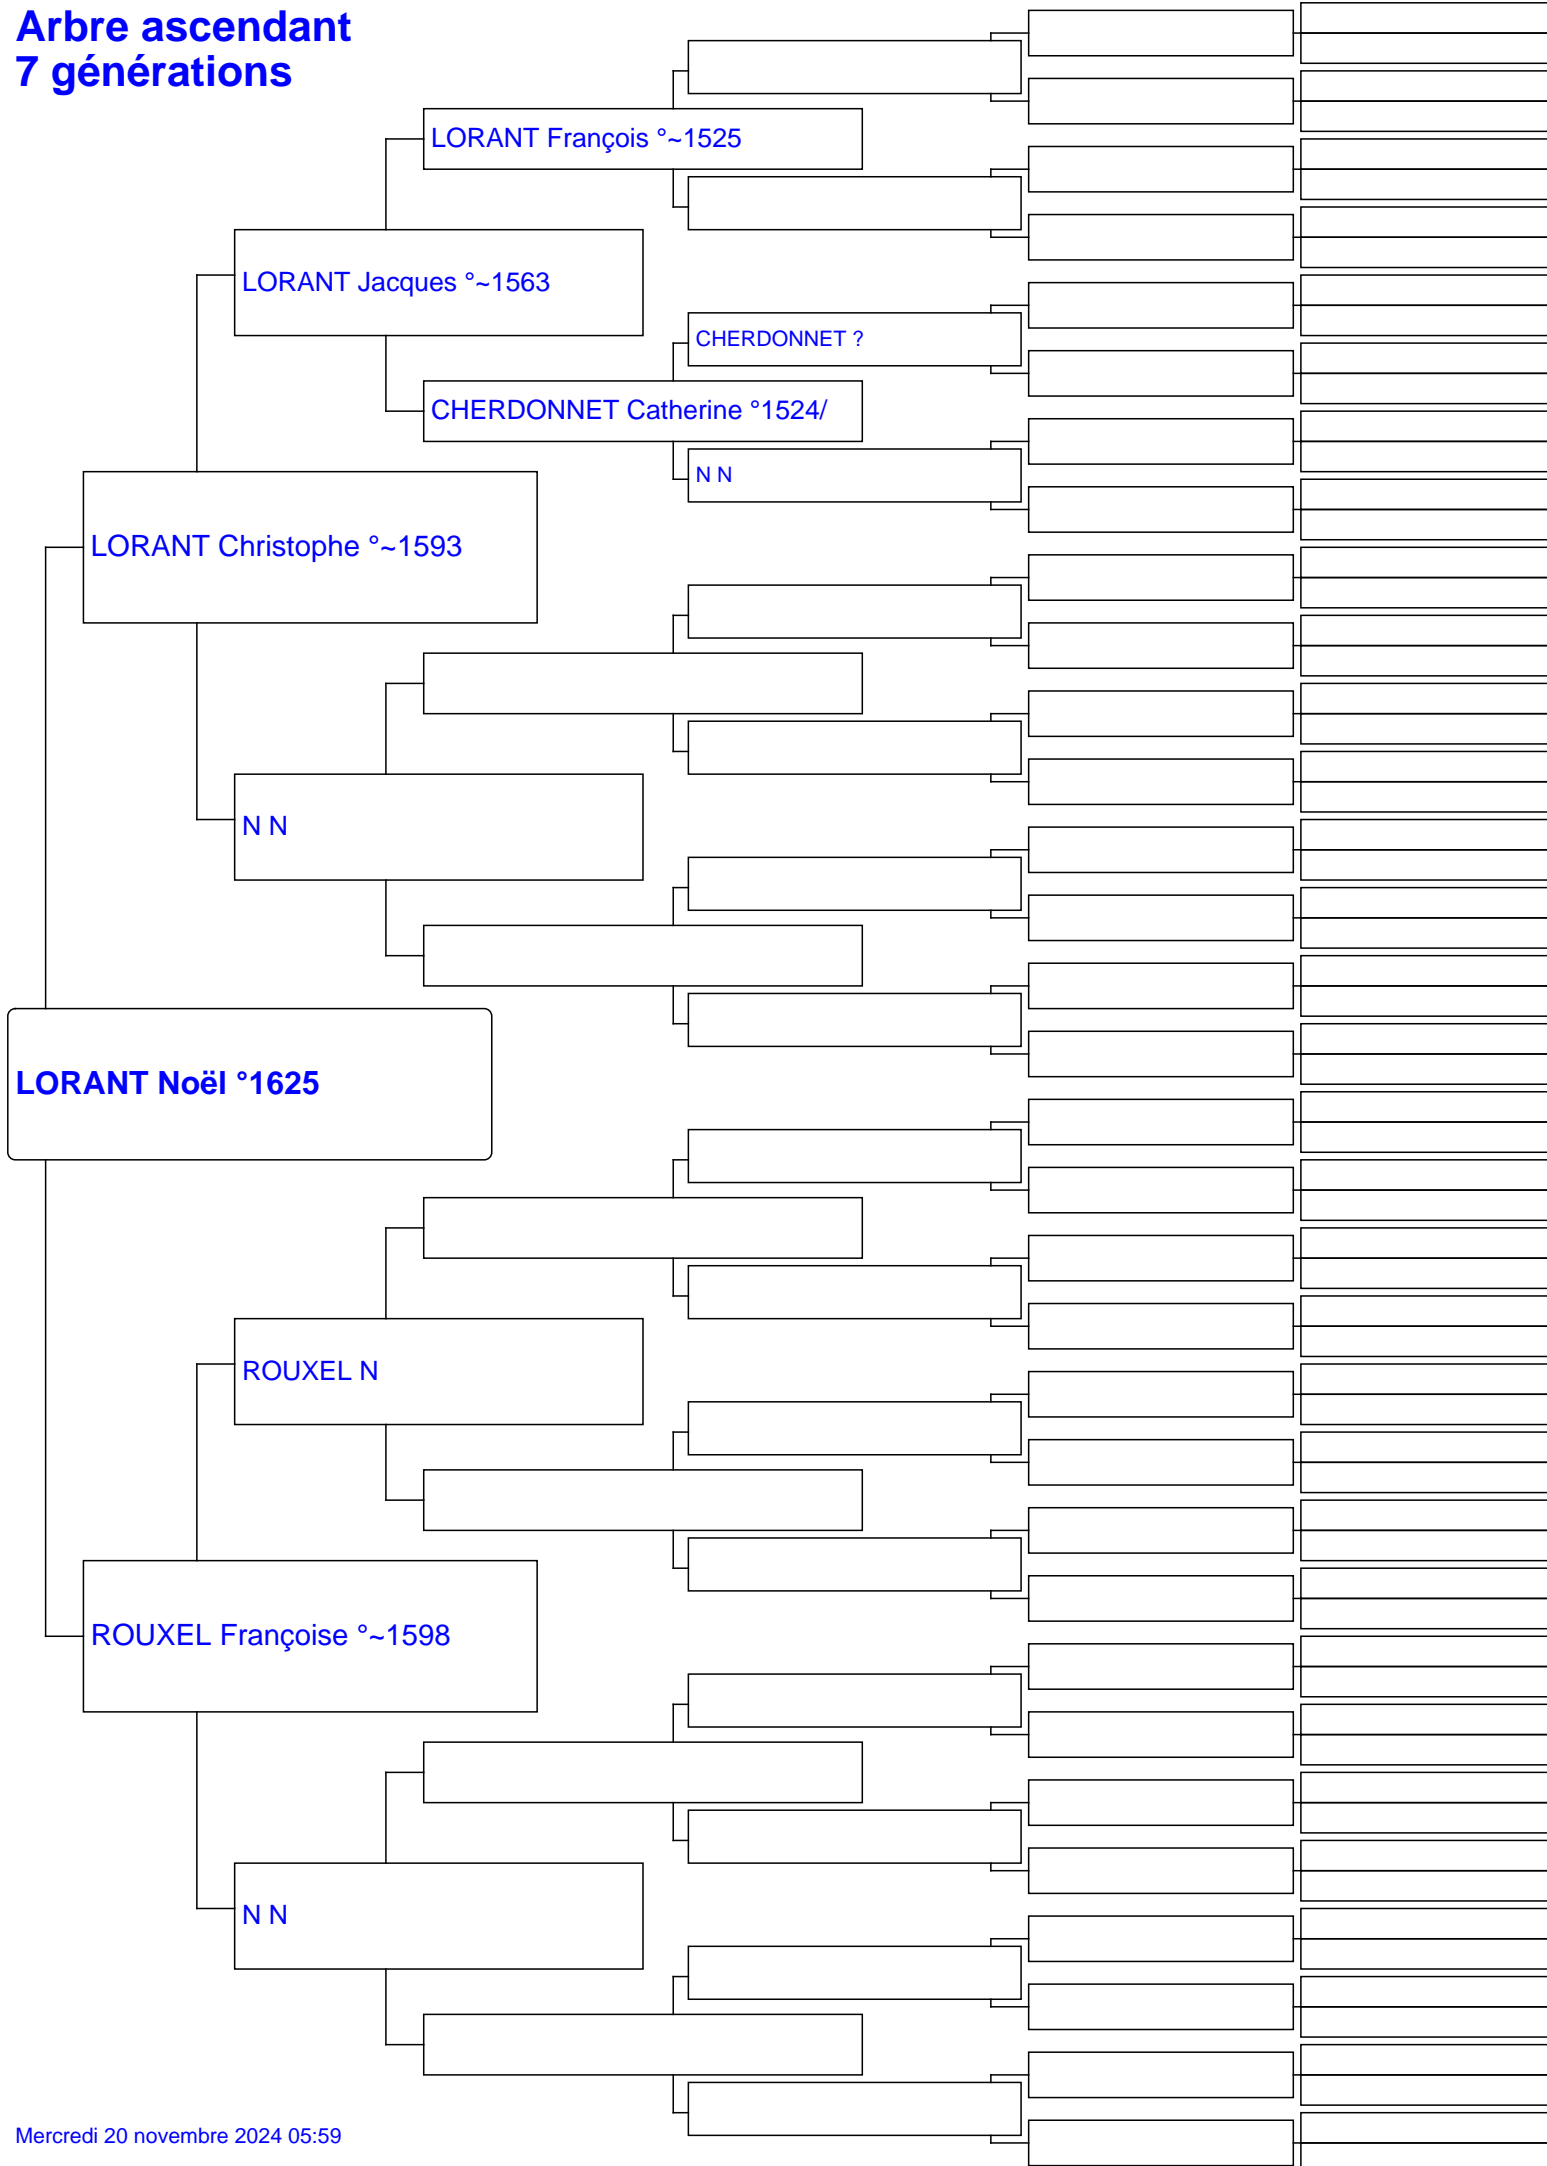 Arbre ascendant
7 générations
LORANT François °~1525
LORANT Jacques °~1563
CHERDONNET ?
CHERDONNET Catherine °1524/
N N
LORANT Christophe °~1593
N N
LORANT Noël °1625
ROUXEL N
ROUXEL Françoise °~1598
N N
Mercredi 20 novembre 2024 05:59